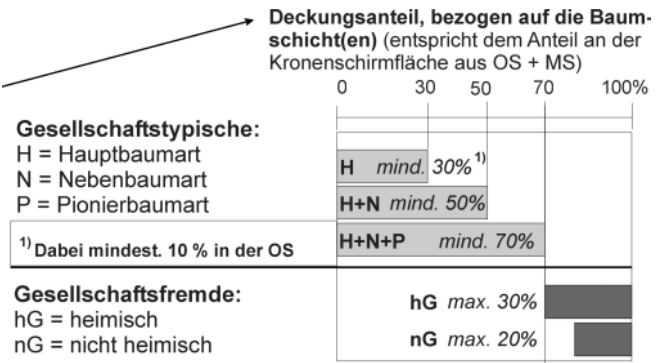 Deckungsanteil, bezogen auf die Baum-
schicht(en) (entspricht dem Anteil an der
Kronenschirmfläche aus OS + MS)
0 30 50 70 100%
Gesellschaftstypische:
H = Hauptbaumart
N = Nebenbaumart
P = Pionierbaumart
H mind. 30% 1)
H+N mind. 50%
H+N+P mind. 70%
1) Dabei mindest. 10 % in der OS
Gesellschaftsfremde:
hG = heimisch
nG = nicht heimisch
hG max. 30%
nG max. 20%